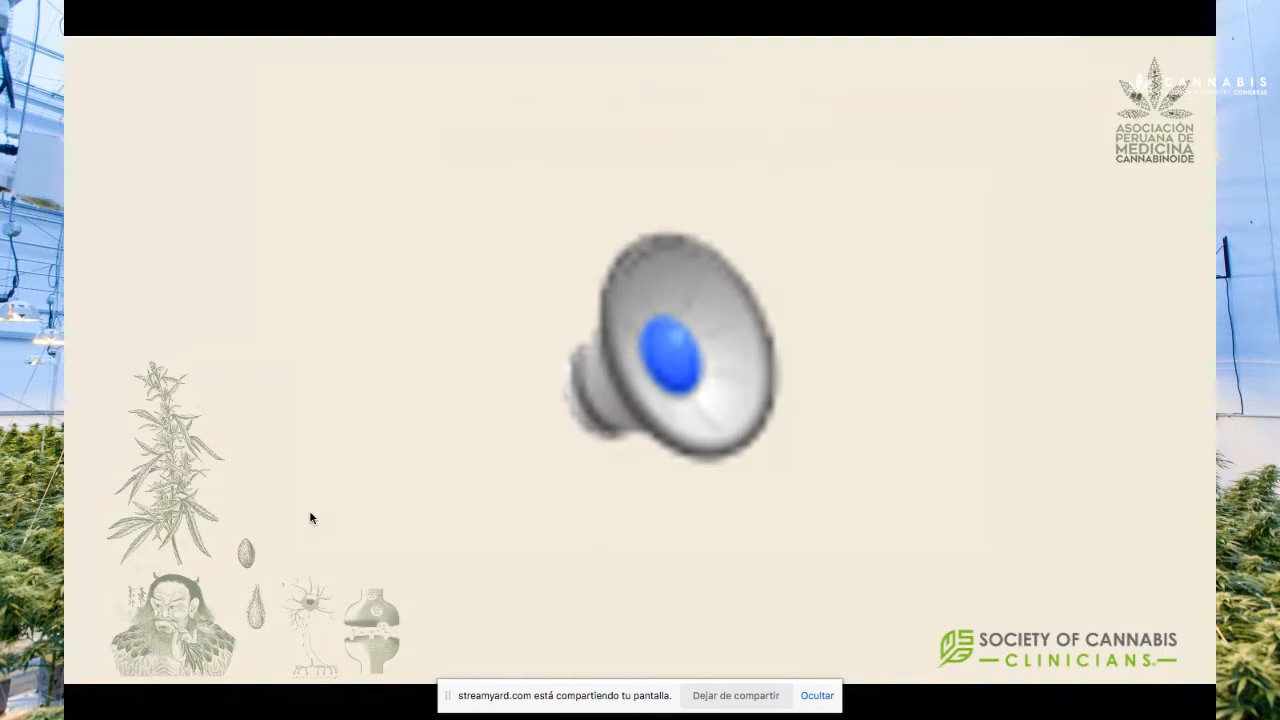 CANNABIS
CONGRESS
ASOCIACIÓN
PERUANA DE
MEDICINA
CANNABINOIDE
SOCIETY OF CANNABIS
CLINICIANS
streamyard.com está compartiendo tu pantalla. Dejar de compartir Ocultar